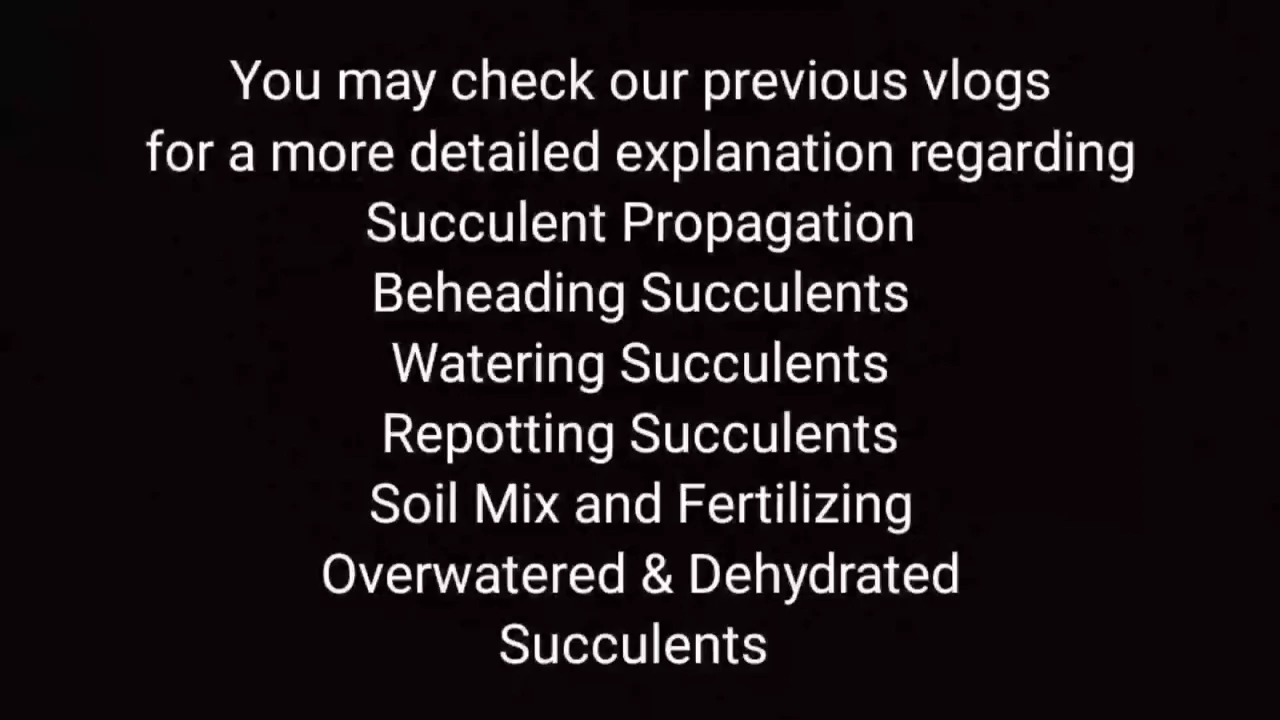 You may check our previous vlogs
for a more detailed explanation regarding
Succulent Propagation
Beheading Succulents
Watering Succulents
Repotting Succulents
Soil Mix and Fertilizing
Overwatered & Dehydrated
Succulents